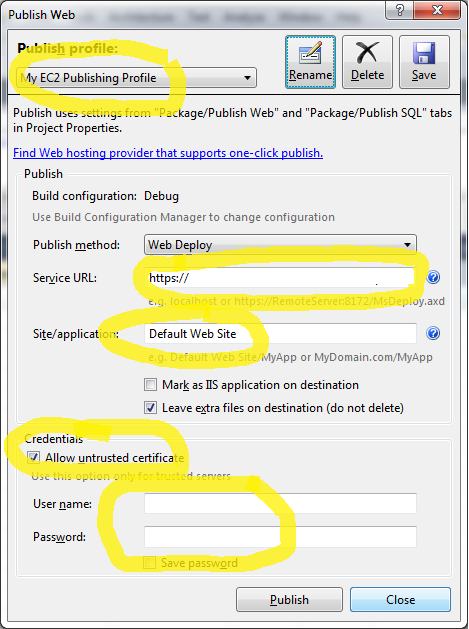 Publish Web
Publish profile:
My EC2 Publishing Profile
Rename
Delete
Save
Publish uses settings from "Package/Publish Web" and "Package/Publish SQL" tabs
in Project Properties.
Find Web hosting provider that supports one-click publish.
Publish
Build configuration: Debug
Use Build Configuration Manager to change configuration
Publish method: Web Deploy
Service URL: https://
e.g. localhost or https://RemoteServer:8172/MsDeploy.axd
Site/application: Default Web Site
e.g. Default Web Site/MyApp or MyDomain.com/MyApp
Mark as IIS application on destination
Leave extra files on destination (do not delete)
Credentials
Allow untrusted certificate
Use this option only for trusted servers
User name:
Password:
Save password
Publish
Close